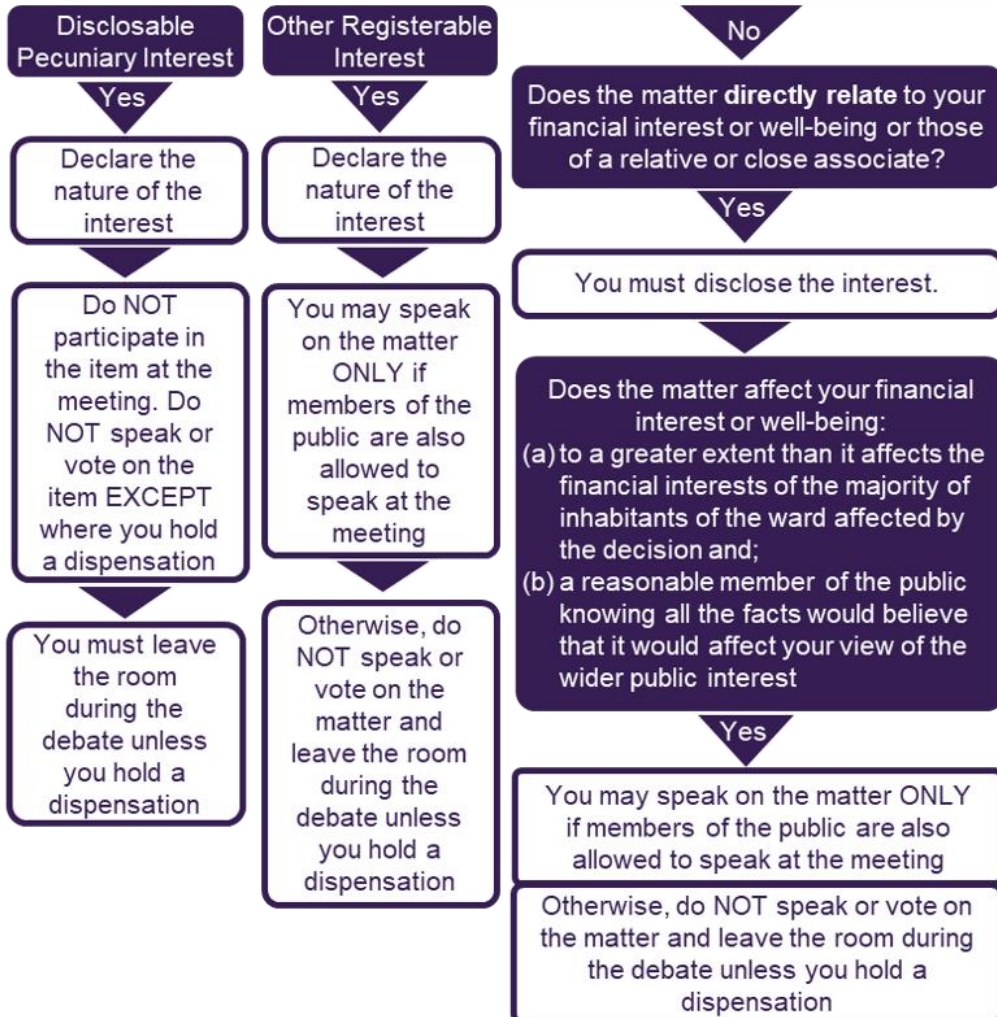 Disclosable
Pecuniary Interest
Yes
Declare the
nature of the
interest
Do NOT
participate in
the item at the
meeting. Do
NOT speak or
vote on the
item EXCEPT
where you hold
a dispensation
You must leave
the room
during the
debate unless
you hold a
dispensation
Other Registerable
Interest
Yes
Declare the
nature of the
interest
You may speak
on the matter
ONLY if
members of the
public are also
allowed to
speak at the
meeting
Otherwise, do
NOT speak or
vote on the
matter and
leave the room
during the
debate unless
you hold a
dispensation
No
Does the matter directly relate to your
financial interest or well-being or those
of a relative or close associate?
Yes
You must disclose the interest.
Does the matter affect your financial
interest or well-being:
(a) to a greater extent than it affects the
financial interests of the majority of
inhabitants of the ward affected by
the decision and;
(b) a reasonable member of the public
knowing all the facts would believe
that it would affect your view of the
wider public interest
Yes
You may speak on the matter ONLY
if members of the public are also
allowed to speak at the meeting
Otherwise, do NOT speak or vote on
the matter and leave the room during
the debate unless you hold a
dispensation